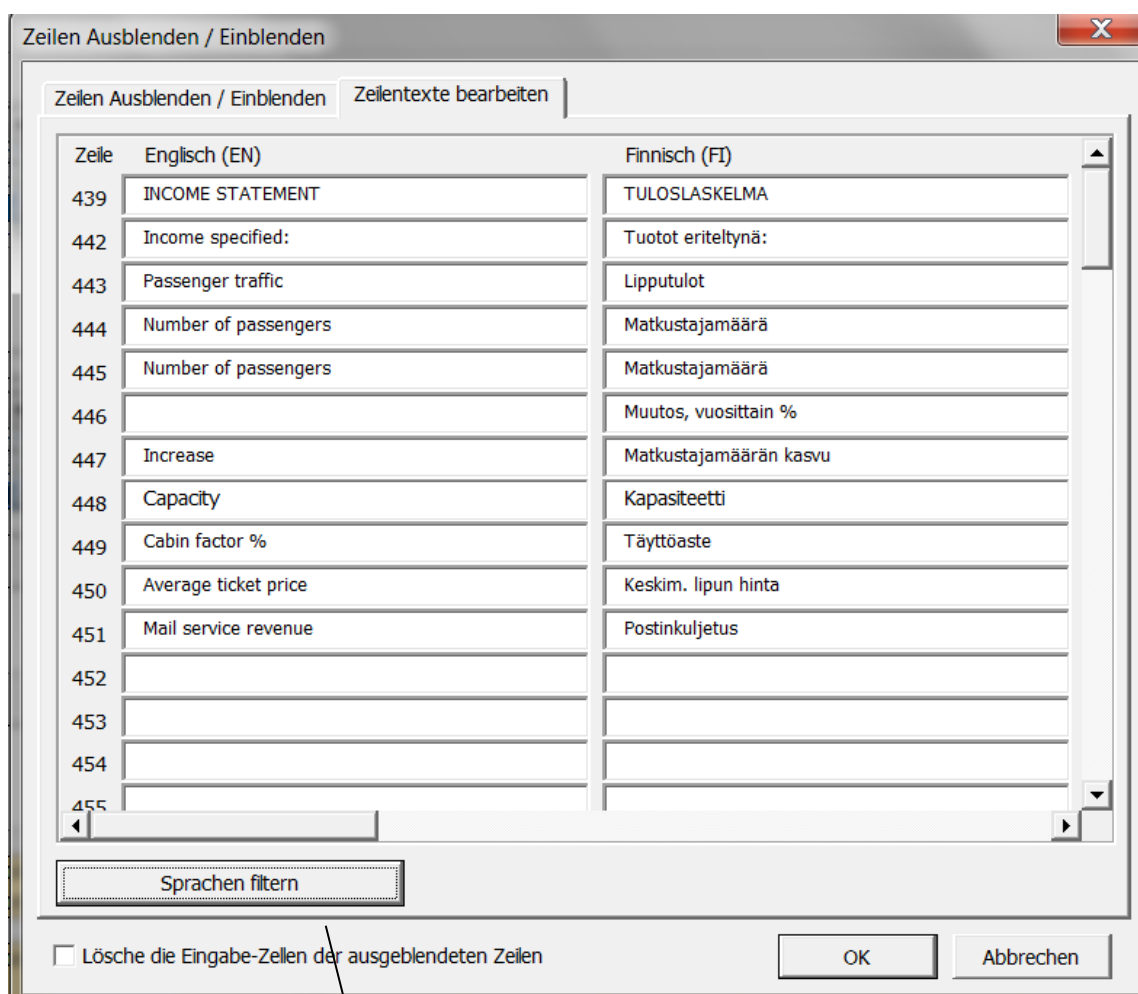 Zeilen Ausblenden / Einblenden
X
Zeilen Ausblenden / Einblenden Zeilentexte bearbeiten
Zeile Englisch (EN) Finnisch (FI)
439 INCOME STATEMENT TULOSLASKELMA
442 Income specified: Tuotot eriteltynä:
443 Passenger traffic Lipputulot
444 Number of passengers Matkustajamäärä
445 Number of passengers Matkustajamäärä
446 Muutos, vuosittain %
447 Increase Matkustajamäärän kasvu
448 Capacity Kapasiteetti
449 Cabin factor % Täyttöaste
450 Average ticket price Keskim. lipun hinta
451 Mail service revenue Postinkuljetus
452
453
454
455
Sprachen filtern
Lösche die Eingabe-Zellen der ausgeblendeten Zeilen OK Abbrechen